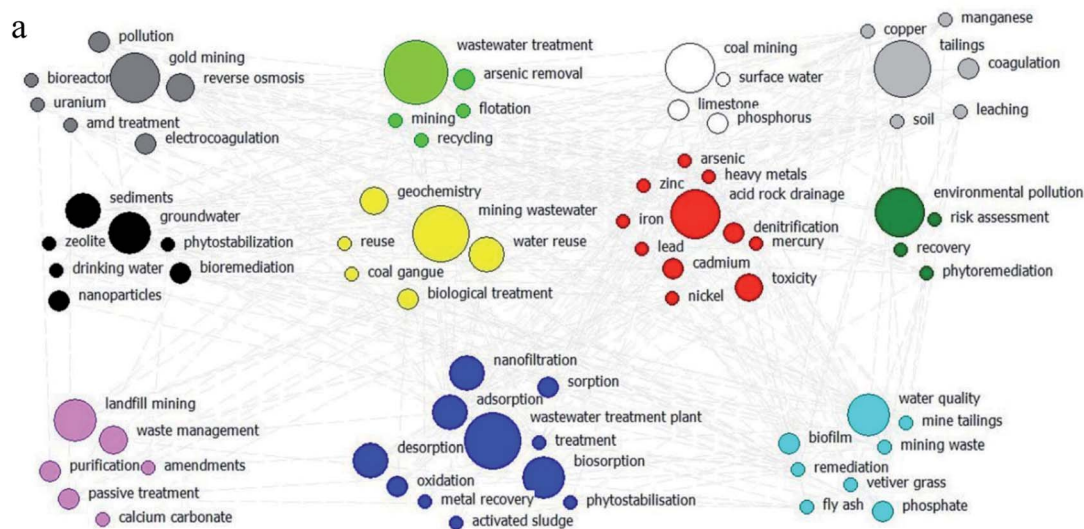 a
pollution
gold mining
bioreactor
reverse osmosis
uranium
amd treatment
electrocoagulation
wastewater treatment
arsenic removal
flotation
mining
recycling
coal mining
surface water
limestone
phosphorus
copper
manganese
tailings
coagulation
leaching
soil
sediments
groundwater
zeolite
phytostabilization
drinking water
bioremediation
nanoparticles
geochemistry
mining wastewater
reuse
water reuse
coal gangue
biological treatment
arsenic
heavy metals
zinc
acid rock drainage
iron
denitrification
lead
mercury
cadmium
toxicity
nickel
environmental pollution
risk assessment
recovery
phytoremediation
landfill mining
waste management
purification
amendments
passive treatment
calcium carbonate
nanofiltration
sorption
adsorption
wastewater treatment plant
desorption
treatment
biosorption
oxidation
metal recovery
phytostabilisation
activated sludge
water quality
mine tailings
biofilm
mining waste
remediation
vetiver grass
fly ash
phosphate